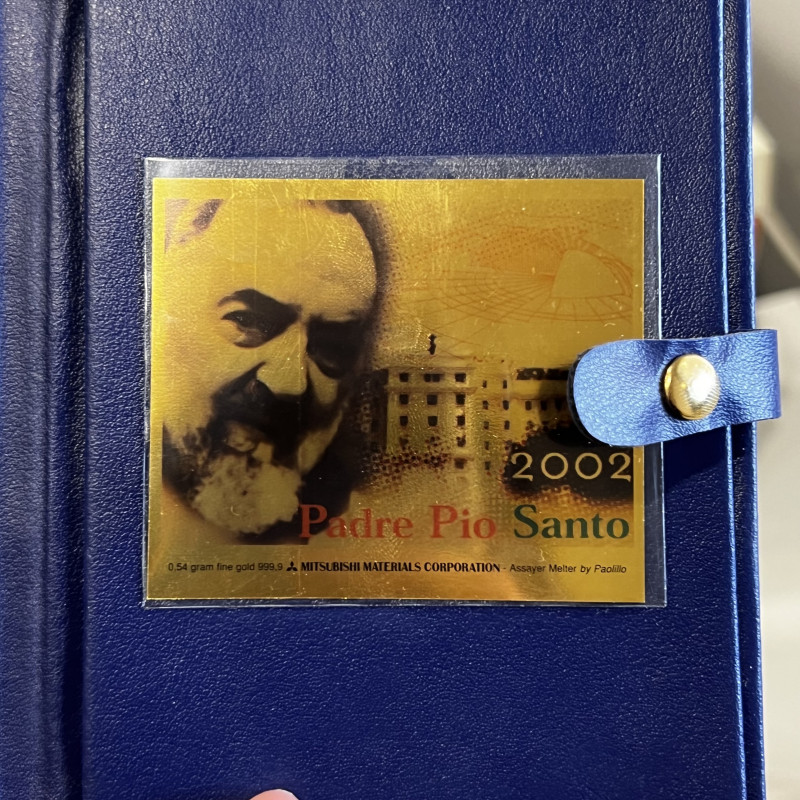 2002
Padre Pio Santo
0,54 gram fine gold 999,9 MITSUBISHI MATERIALS CORPORATION - Assayer Melter by Paolillo